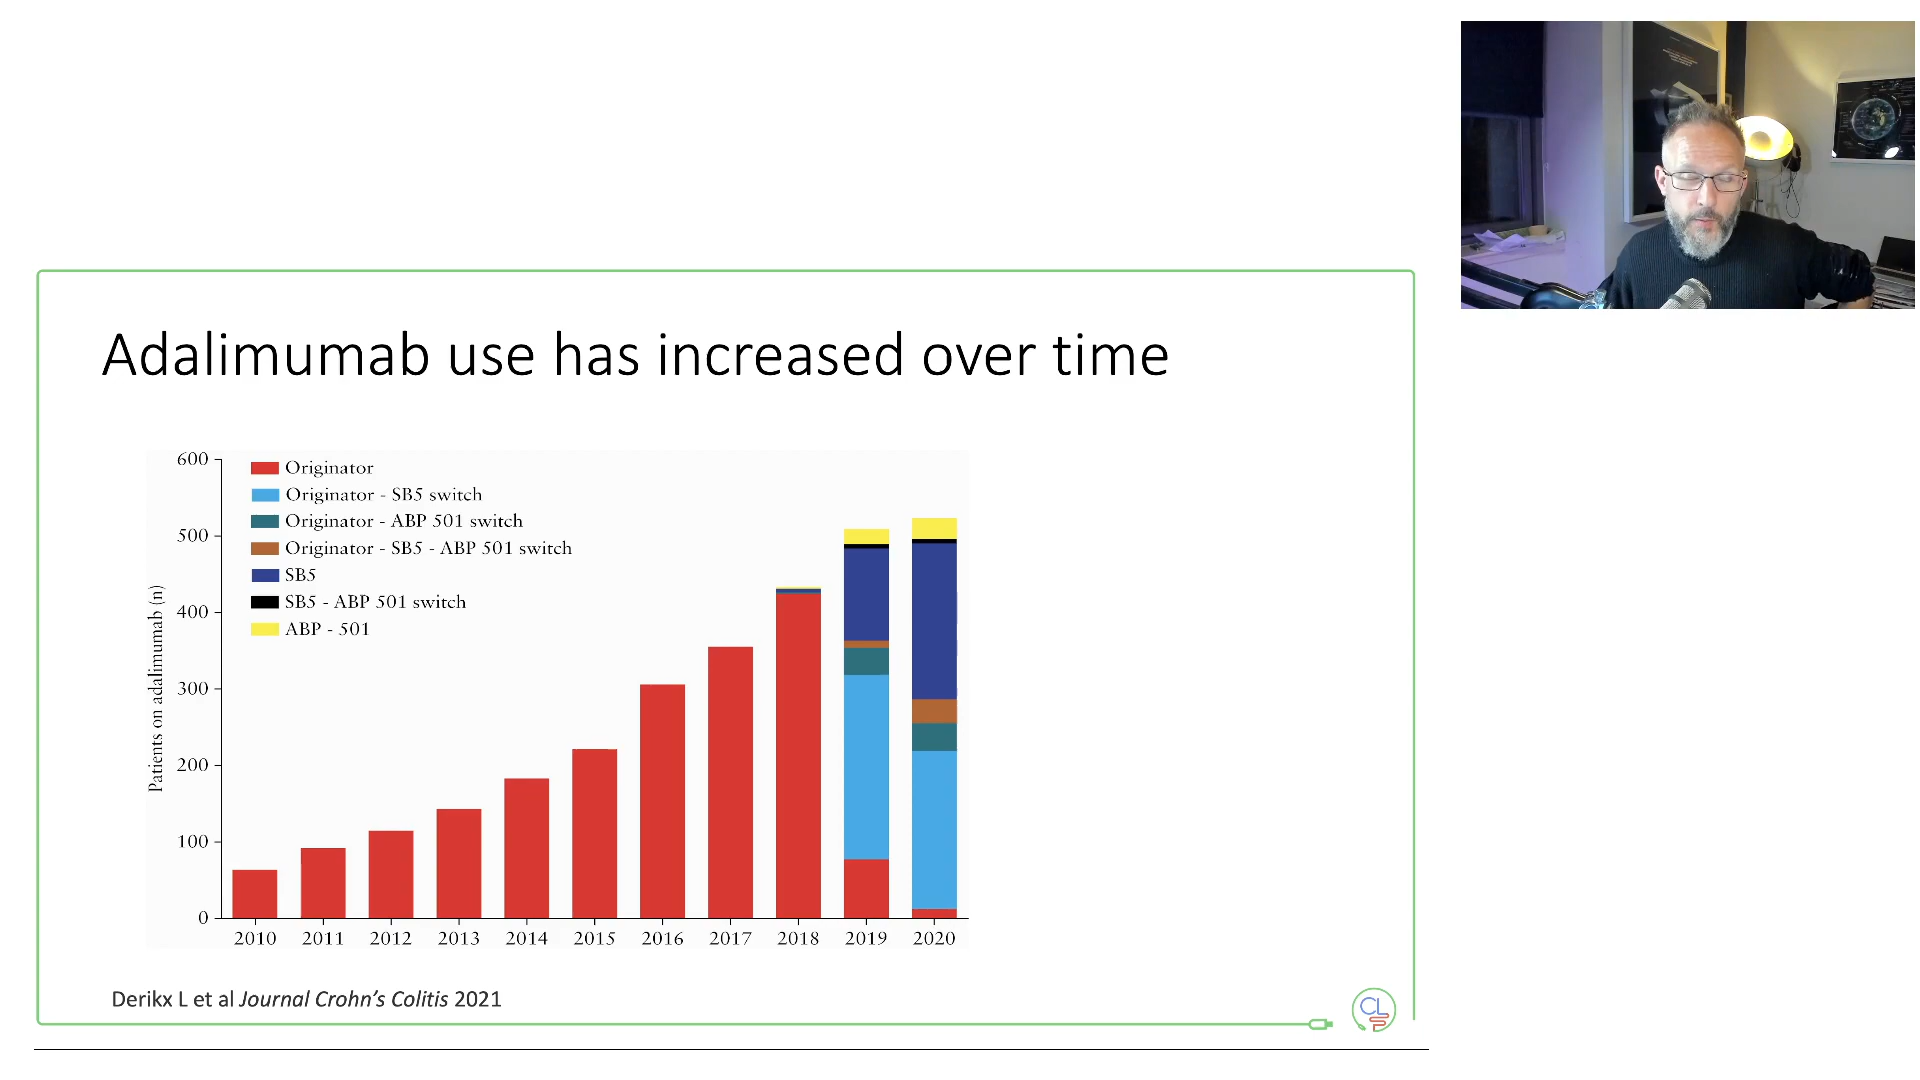 Adalimumab use has increased over time
Patients on adalimumab (n)
600
500
400
300
200
100
0
Originator
Originator - SB5 switch
Originator - ABP 501 switch
Originator - SB5 - ABP 501 switch
SB5
SB5 - ABP 501 switch
ABP - 501
2010 2011 2012 2013 2014 2015 2016 2017 2018 2019 2020
Derikx L et al Journal Crohn's Colitis 2021
CL